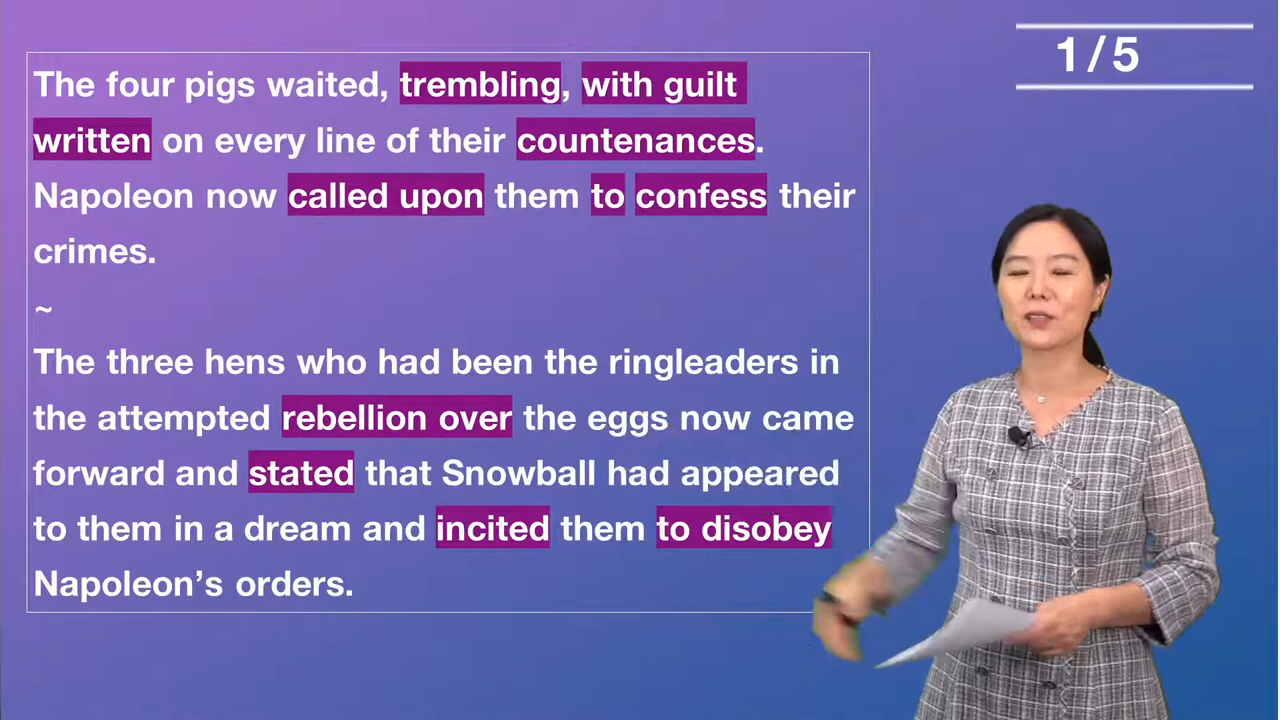 1/5
The four pigs waited, trembling, with guilt
written on every line of their countenances.
Napoleon now called upon them to confess their
crimes.
~
The three hens who had been the ringleaders in
the attempted rebellion over the eggs now came
forward and stated that Snowball had appeared
to them in a dream and incited them to disobey
Napoleon’s orders.